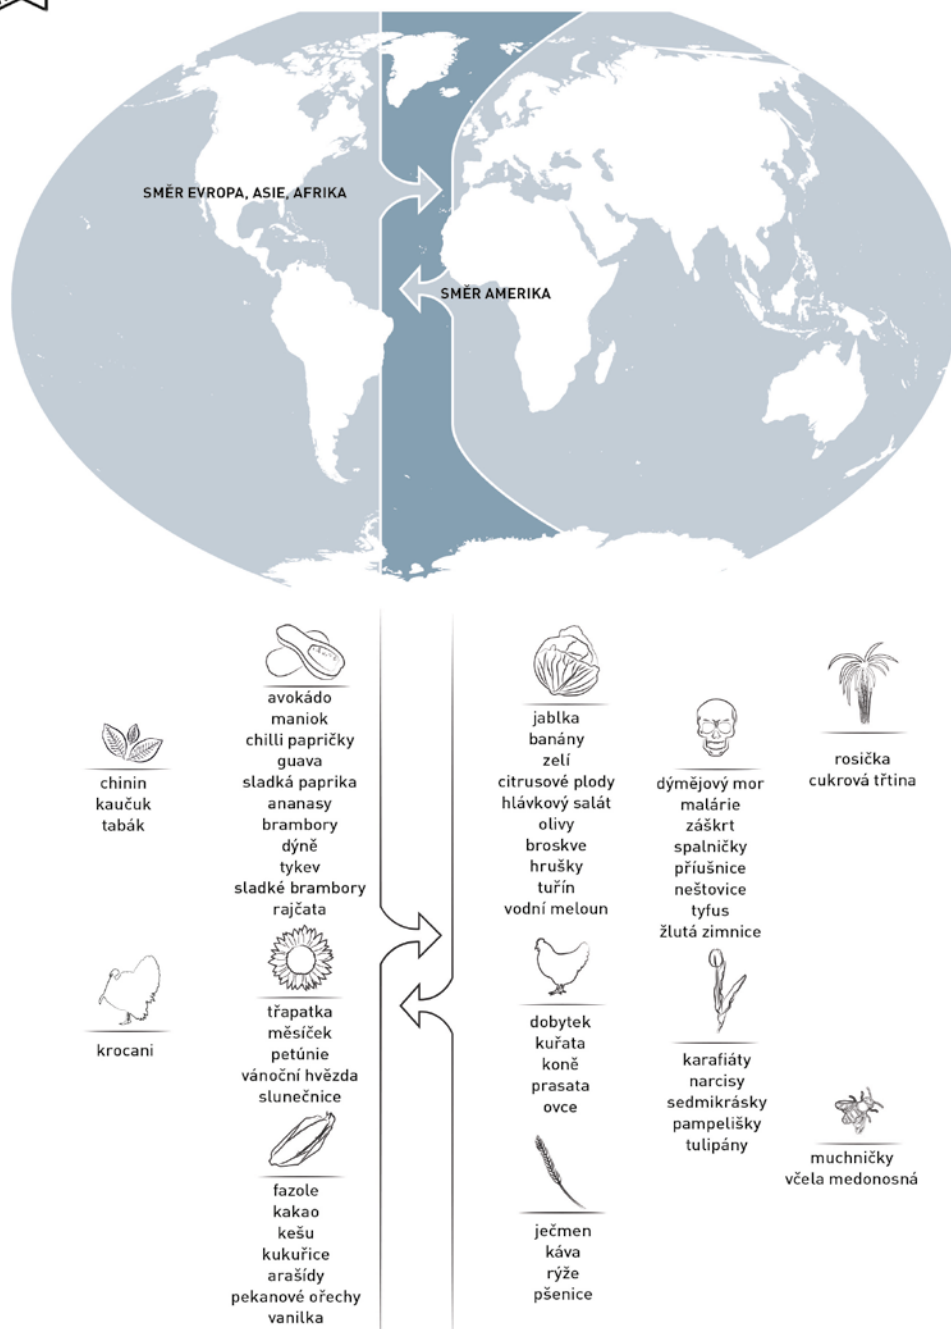 SMĚR EVROPA, ASIE, AFRIKA
SMĚR AMERIKA
chinin
kaučuk
tabák
krocani
avokádo
maniok
chilli papričky
guava
sladká paprika
ananasy
brambory
dýně
tykev
sladké brambory
rajčata
třapatka
měsíček
petúnie
vánoční hvězda
slunečnice
fazole
kakao
kešu
kukuřice
arašídy
pekanové ořechy
vanilka
jablka
banány
zelí
citrusové plody
hlávkový salát
olivy
broskve
hrušky
tuřín
vodní meloun
dobytek
kuřata
koně
prasata
ovce
ječmen
káva
rýže
pšenice
dýmějový mor
malárie
záškrt
spalničky
příušnice
neštovice
tyfus
žlutá zimnice
karafiáty
narcisy
sedmikrásky
pampelišky
tulipány
rosička
cukrová třtina
muchničky
včela medonosná